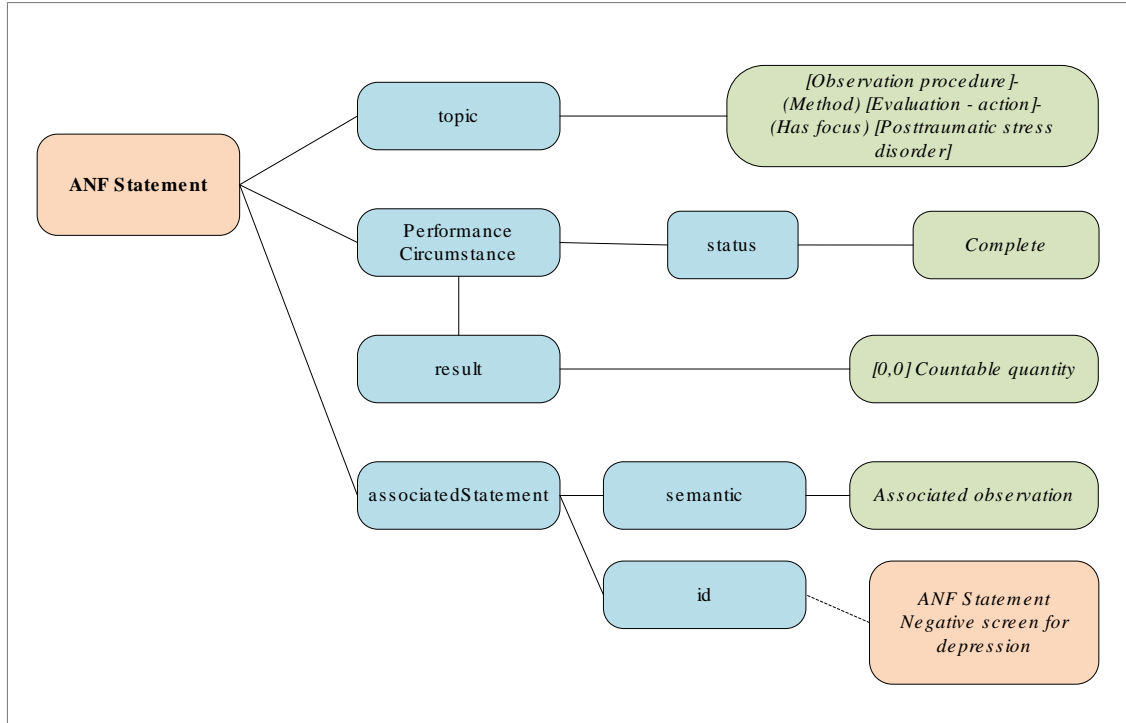 ANF Statement
topic
[Observation procedure]-
(Method) [Evaluation - action]-
(Has focus) [Posttraumatic stress
disorder]
Performance
Circumstance
status
Complete
result
[0,0] Countable quantity
associatedStatement
semantic
Associated observation
id
ANF Statement
Negative screen for
depression